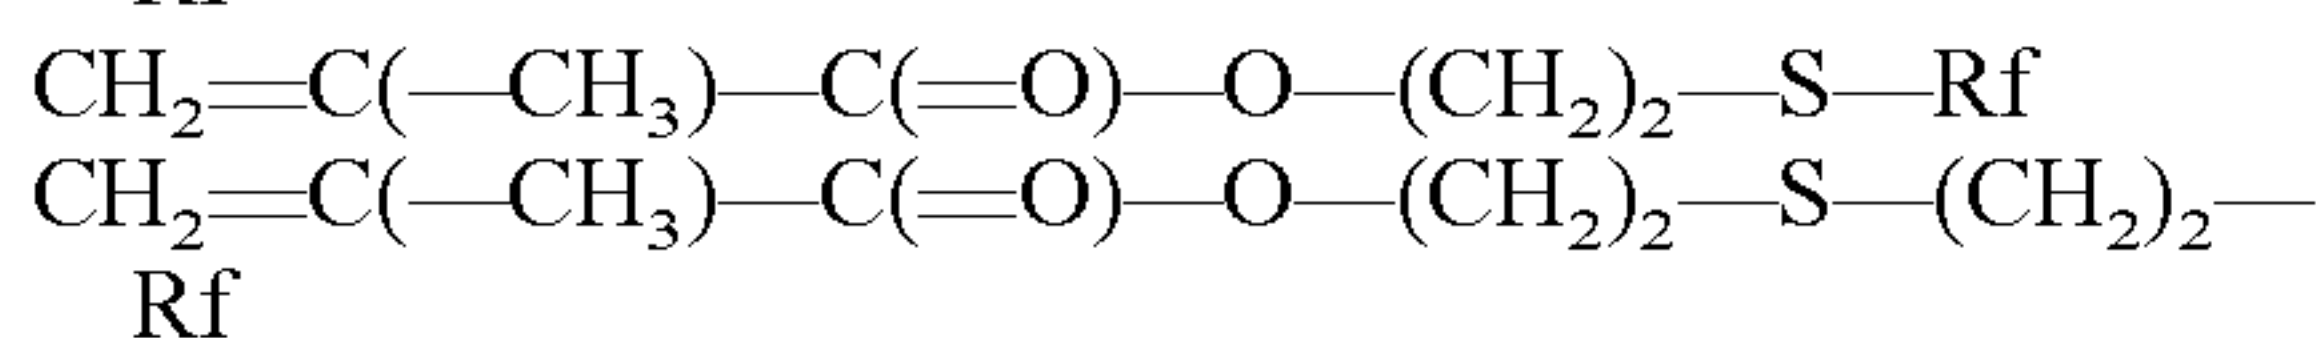 CH₂=C(—CH₃)—C(=O)—O—(CH₂)₂—S—Rf
CH₂=C(—CH₃)—C(=O)—O—(CH₂)₂—S—(CH₂)₂—
Rf